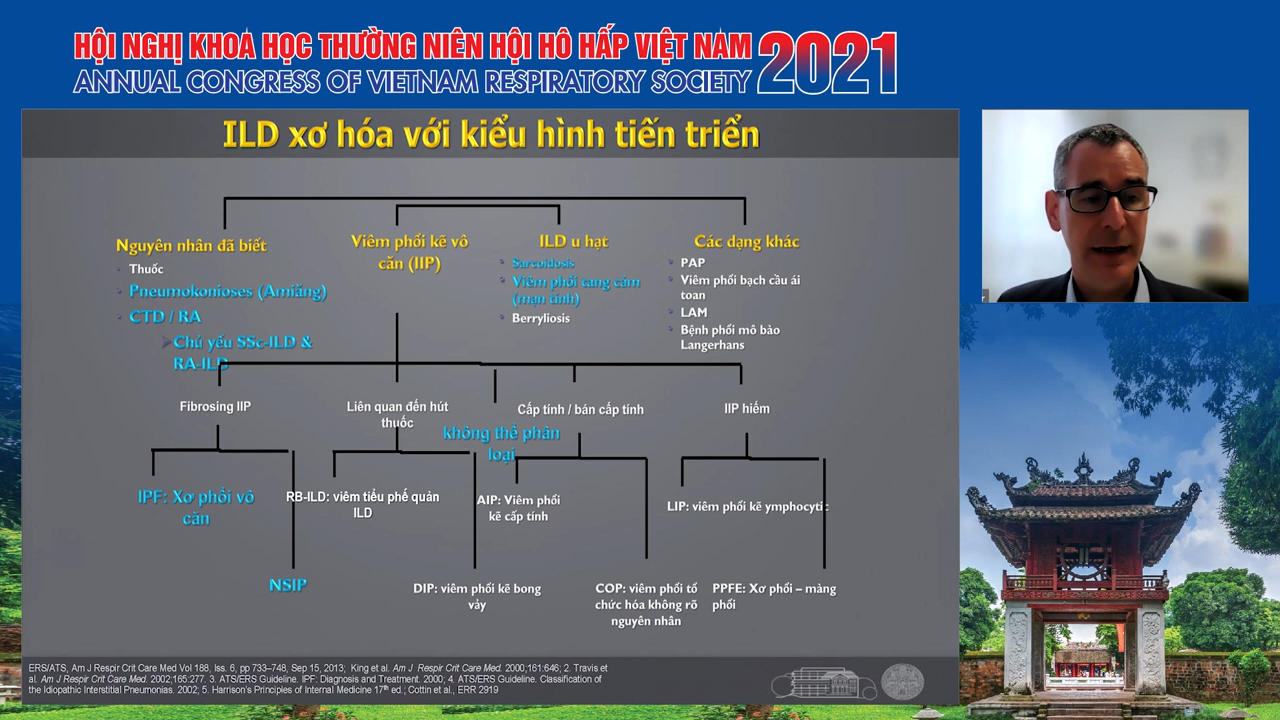 HỘI NGHỊ KHOA HỌC THƯỜNG NIÊN HỘI HÔ HẤP VIỆT NAM 2021
ANNUAL CONGRESS OF VIETNAM RESPIRATORY SOCIETY
ILD xơ hóa với kiểu hình tiến triển
Nguyên nhân đã biết
Thuốc
Pneumokonioses (Amiăng)
CTD / RA
Chủ yếu SSc-ILD &
RA-ILD
Viêm phổi kẽ vô
căn (IIP)
ILD u hạt
Sarcoidosis
Viêm phổi tang cảm
(mạn tính)
Berryliosis
Các dạng khác
PAP
Viêm phổi bạch cầu ái
toan
LAM
Bệnh phổi mô bào
Langerhans
Fibrosing IIP
Liên quan đến hút
thuốc
không thể phân
loại
Cấp tính / bán cấp tính
IIP hiếm
IPF: Xơ phổi vô
căn
NSIP
RB-ILD: viêm tiểu phế quản
ILD
DIP: viêm phổi kẽ bong
vảy
AIP: Viêm phổi
kẽ cấp tính
COP: viêm phổi tổ
chức hóa không rõ
nguyên nhân
LIP: viêm phổi kẽ ymphocytic
PPFE: Xơ phổi – màng
phổi
ERS/ATS, Am J Respir Crit Care Med Vol 188, Iss. 6, pp 733–748, Sep 15, 2013; King et al. Am J Respir Crit Care Med. 2000;161:646; 2. Travis et
al. Am J Respir Crit Care Med. 2002;165:277. 3. ATS/ERS Guideline. IPF: Diagnosis and Treatment. 2000; 4. ATS/ERS Guideline. Classification of
the Idiopathic Interstitial Pneumonias. 2002; 5. Harrison's Principles of Internal Medicine 17th ed.; Cottin et al., ERR 2919